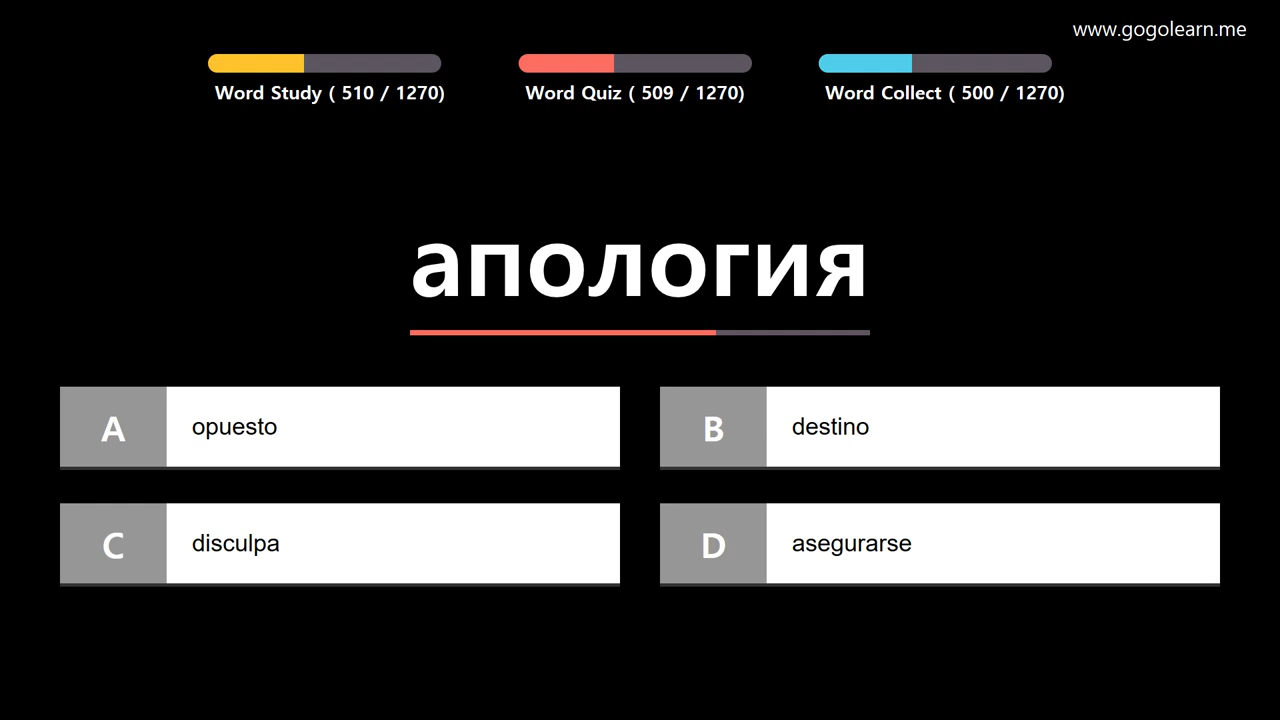 www.gogolearn.me
Word Study ( 510 / 1270)
Word Quiz ( 509 / 1270)
Word Collect ( 500 / 1270)
апология
A opuesto
B destino
C disculpa
D asegurarse